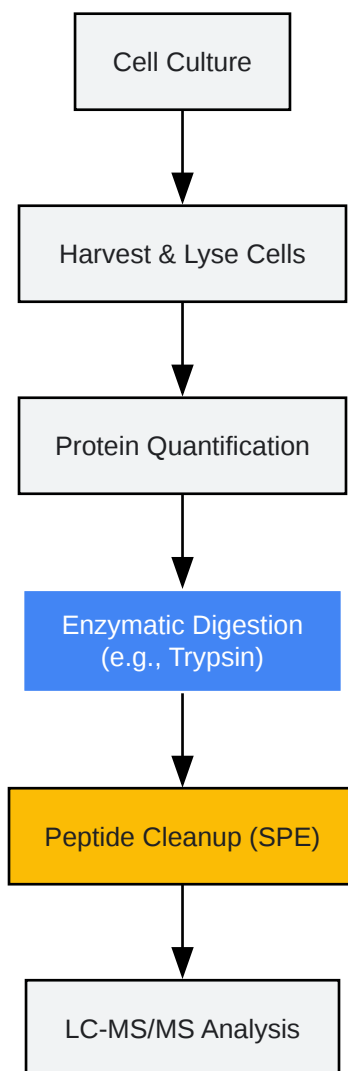 Cell Culture
Harvest & Lyse Cells
Protein Quantification
Enzymatic Digestion
(e.g., Trypsin)
Peptide Cleanup (SPE)
LC-MS/MS Analysis